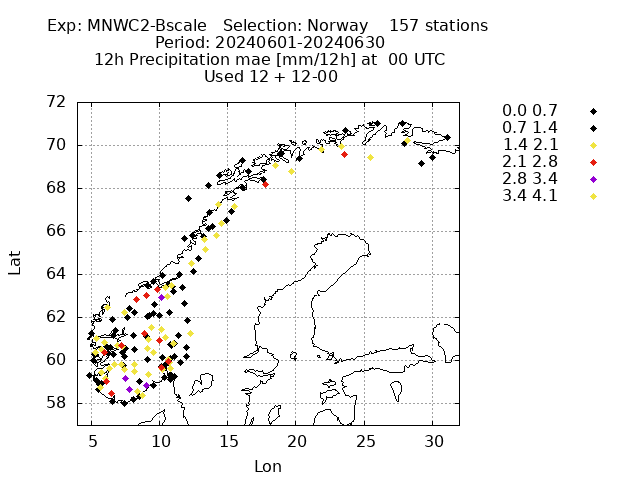 Exp: MNWC2-Bscale   Selection: Norway    157 stations
Period: 20240601-20240630
12h Precipitation mae [mm/12h] at  00 UTC
Used 12 + 12-00
0.0 0.7
0.7 1.4
1.4 2.1
2.1 2.8
2.8 3.4
3.4 4.1
72
70
68
66
64
62
60
58
Lat
5 10 15 20 25 30
Lon